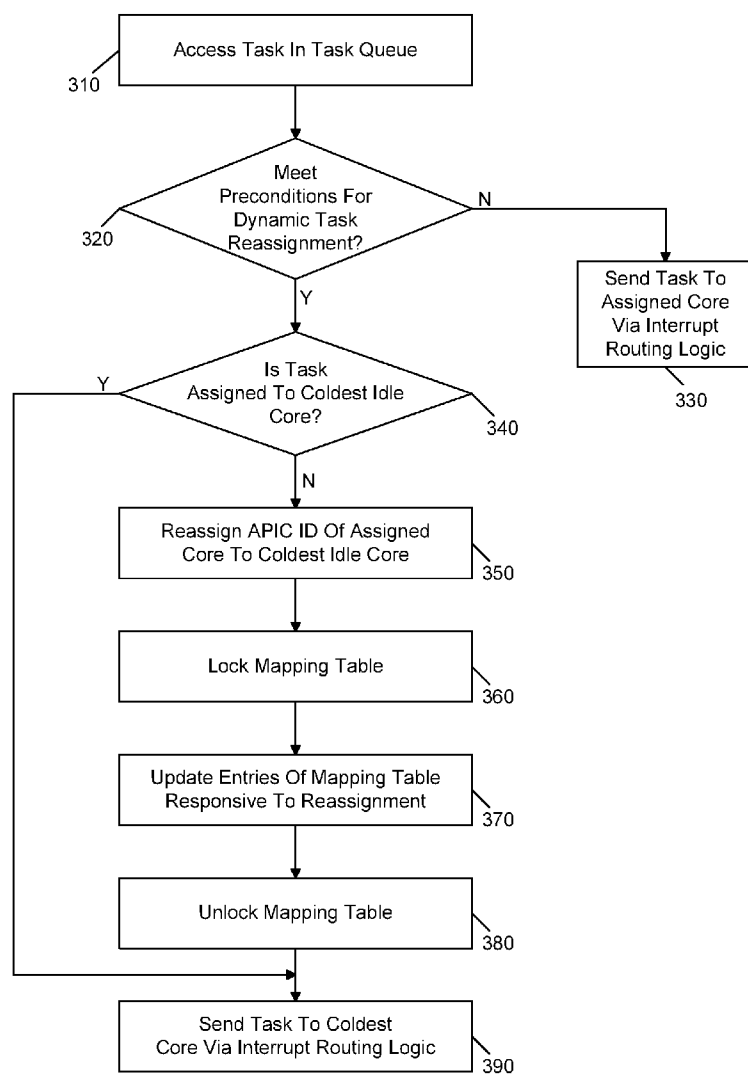 Access Task In Task Queue
310
Meet
Preconditions For
Dynamic Task
Reassignment?
320
N
Send Task To
Assigned Core
Via Interrupt
Routing Logic
330
Y
Is Task
Assigned To Coldest Idle
Core?
Y
340
N
Reassign APIC ID Of Assigned
Core To Coldest Idle Core
350
Lock Mapping Table
360
Update Entries Of Mapping Table
Responsive To Reassignment
370
Unlock Mapping Table
380
Send Task To Coldest
Core Via Interrupt Routing Logic
390